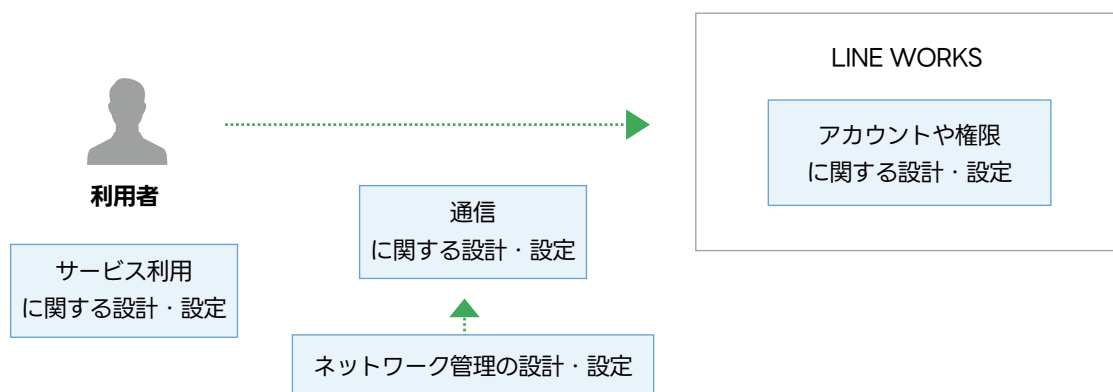 LINE WORKS
アカウントや権限
に関する設計・設定
利用者
通信
に関する設計・設定
サービス利用
に関する設計・設定
ネットワーク管理の設計・設定